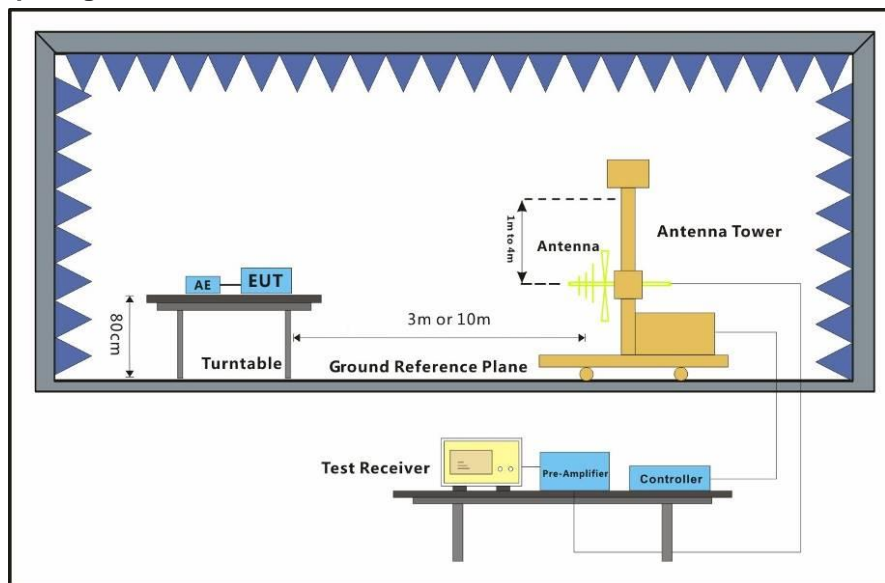 1m to 4m
Antenna
Antenna Tower
AE
EUT
80cm
3m or 10m
Turntable
Ground Reference Plane
Test Receiver
Pre-Amplifier
Controller